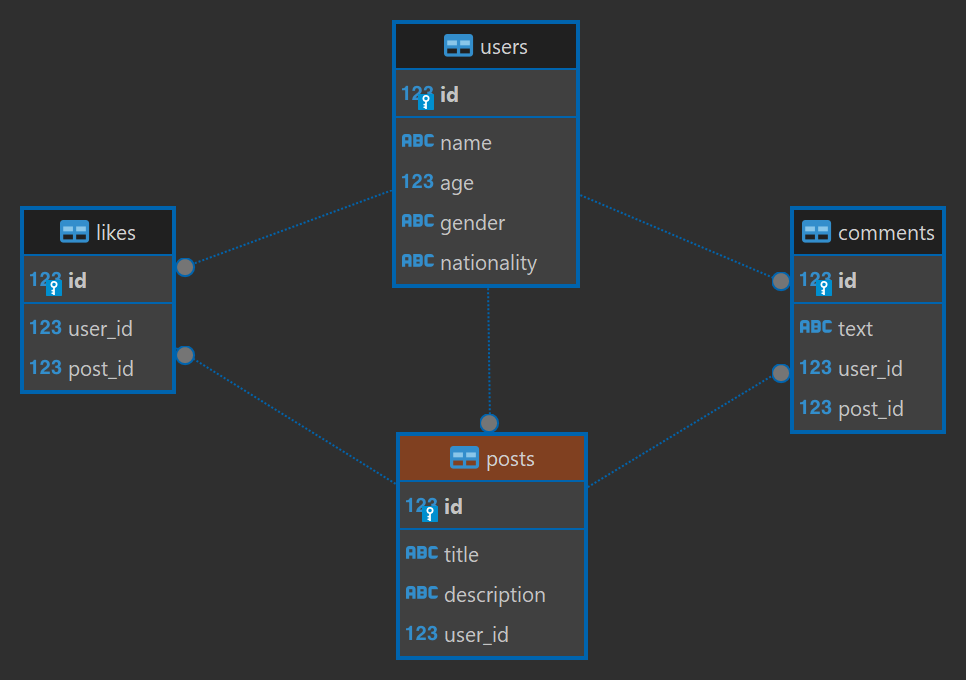 users
123 id
ABC name
123 age
ABC gender
ABC nationality
likes
123 id
123 user_id
123 post_id
comments
123 id
ABC text
123 user_id
123 post_id
posts
123 id
ABC title
ABC description
123 user_id